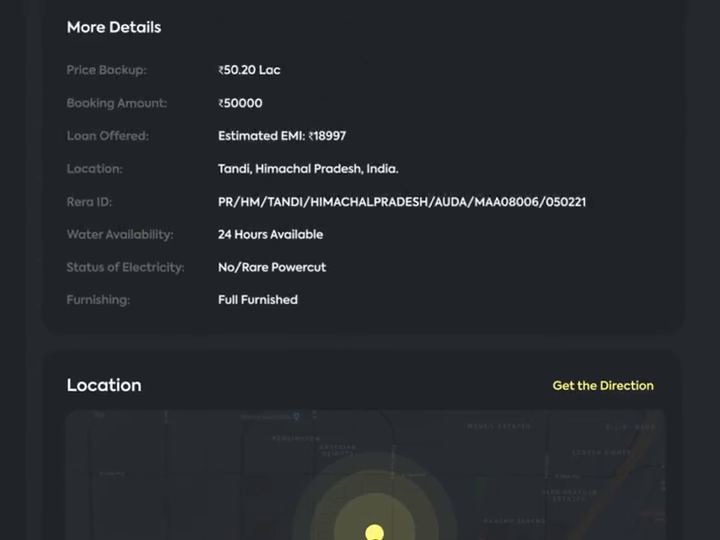 More Details
Price Backup: ₹50.20 Lac
Booking Amount: ₹50000
Loan Offered: Estimated EMI: ₹18997
Location: Tandi, Himachal Pradesh, India.
Rera ID: PR/HM/TANDI/HIMACHALPRADESH/AUDA/MAA08006/050221
Water Availability: 24 Hours Available
Status of Electricity: No/Rare Powercut
Furnishing: Full Furnished
Location Get the Direction
KENSINGTON